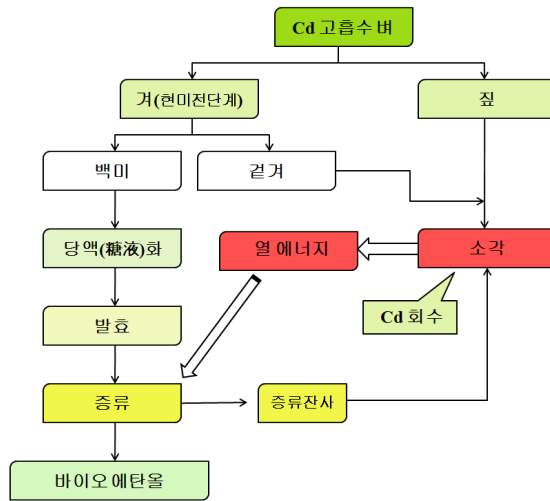 Cd 고흡수 벼
겨(현미전단계)
짚
백미
겉겨
당액(糖液)화
열 에너지
소각
Cd 회수
발효
증류
증류잔사
바이오 에탄올